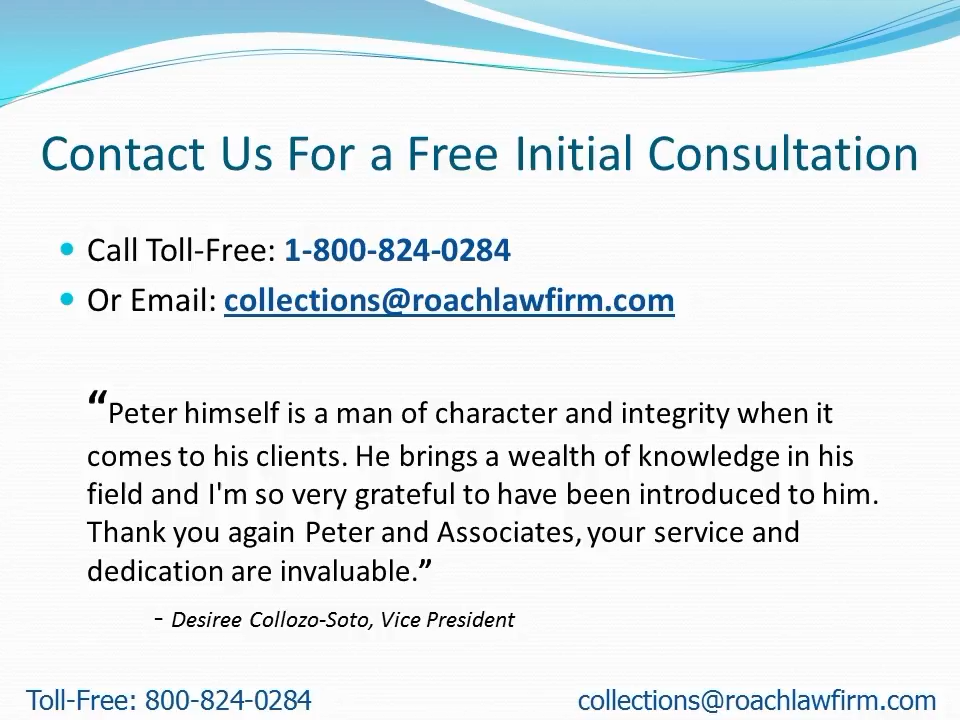 Contact Us For a Free Initial Consultation
• Call Toll-Free: 1-800-824-0284
• Or Email: collections@roachlawfirm.com
“Peter himself is a man of character and integrity when it
comes to his clients. He brings a wealth of knowledge in his
field and I'm so very grateful to have been introduced to him.
Thank you again Peter and Associates, your service and
dedication are invaluable.”
- Desiree Collozo-Soto, Vice President
Toll-Free: 800-824-0284
collections@roachlawfirm.com